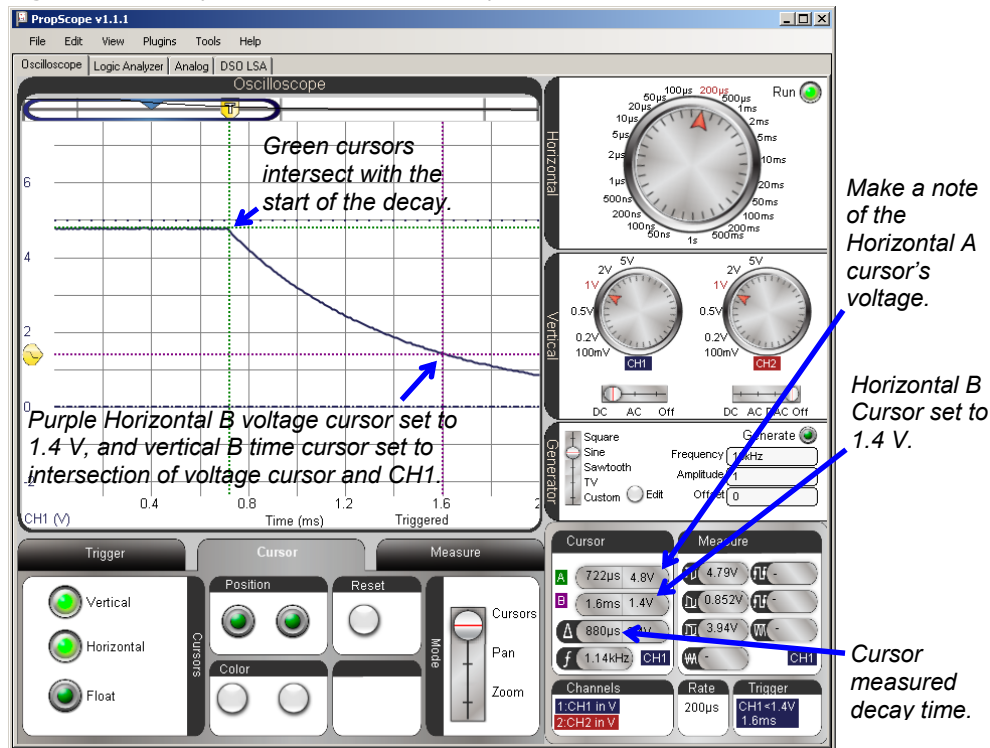 PropScope v1.1.1
File Edit View Plugins Tools Help
Oscilloscope Logic Analyzer Analog DSO LSA
Oscilloscope
T
Green cursors
intersect with the
start of the decay.
6
4
2
0
-2
Purple Horizontal B voltage cursor set to
1.4 V, and vertical B time cursor set to
intersection of voltage cursor and CH1.
0.4 0.8 1.2 1.6 2
CH1 (V) Time (ms) Triggered
Horizontal
Run
50ns 100ns 200ns 500ns 1µs 2µs 5µs 10µs 20µs 50µs 100µs 200µs 500µs 1ms 2ms 5ms 10ms 20ms 50ms 100ms 200ms 500ms 1s
Vertical
5V
2V
1V
0.5V
0.2V
100mV
CH1
DC AC Off
5V
2V
1V
0.5V
0.2V
100mV
CH2
DC AC DAC Off
Generator
Square
Sine
Sawtooth
TV
Custom Edit
Generate
Frequency kHz
Amplitude 1
Offset 0
Trigger Cursor Measure
Vertical
Horizontal
Float
Cursors
Position
Reset
Color
Mode
Cursors
Pan
Zoom
Cursor
A 722µs 4.8V
B 1.6ms 1.4V
Δ 880µs
f 1.14kHz CH1
Measure
4.79V -
0.852V -
3.94V -
- CH1
Channels
1:CH1 in V
2:CH2 in V
Rate
200µs
Trigger
CH1<1.4V
1.6ms
Make a note
of the
Horizontal A
cursor's
voltage.
Horizontal B
Cursor set to
1.4 V.
Cursor
measured
decay time.